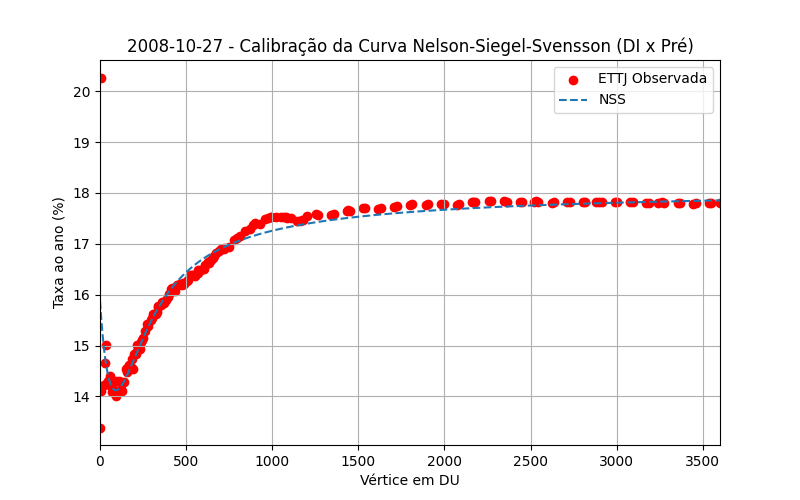 2008-10-27 - Calibração da Curva Nelson-Siegel-Svensson (DI x Pré)
ETTJ Observada
NSS
Taxa ao ano (%)
20
19
18
17
16
15
14
0 500 1000 1500 2000 2500 3000 3500
Vértice em DU